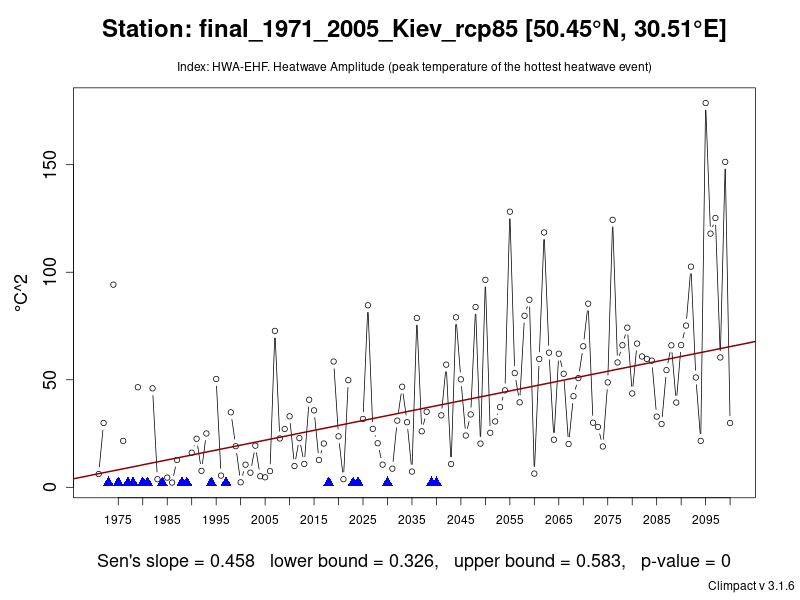 Station: final_1971_2005_Kiev_rcp85 [50.45°N, 30.51°E]
Index: HWA-EHF. Heatwave Amplitude (peak temperature of the hottest heatwave event)
°C^2
150
100
50
0
1975 1985 1995 2005 2015 2025 2035 2045 2055 2065 2075 2085 2095
Sen's slope = 0.458 lower bound = 0.326, upper bound = 0.583, p-value = 0
Climpact v 3.1.6